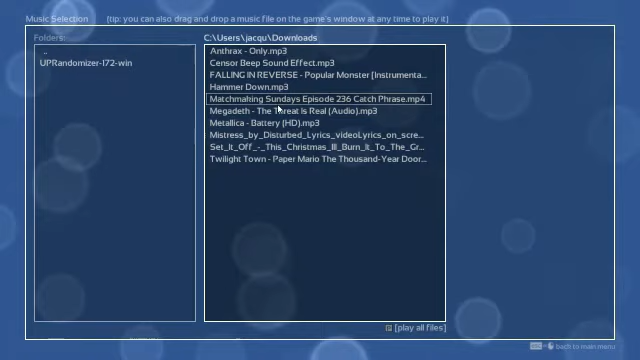 Music Selection [tip: you can also drag and drop a music file on the game's window at any time to play it]
Folders:
C:\Users\jacqu\Downloads
..
UPRandomizer-172-win
Anthrax - Only.mp3
Censor Beep Sound Effect.mp3
FALLING IN REVERSE - Popular Monster [Instrumenta...
Hammer Down.mp3
Matchmaking Sundays Episode 236 Catch Phrase.mp4
Megadeth - The Threat Is Real (Audio).mp3
Metallica - Battery (HD).mp3
Mistress_by_Disturbed_Lyrics_videoLyrics_on_scre...
Set_It_Off_-_This_Christmas_Ill_Burn_It_To_The_Gr...
Twilight Town - Paper Mario The Thousand-Year Door...
[play all files]
ESC back to main menu